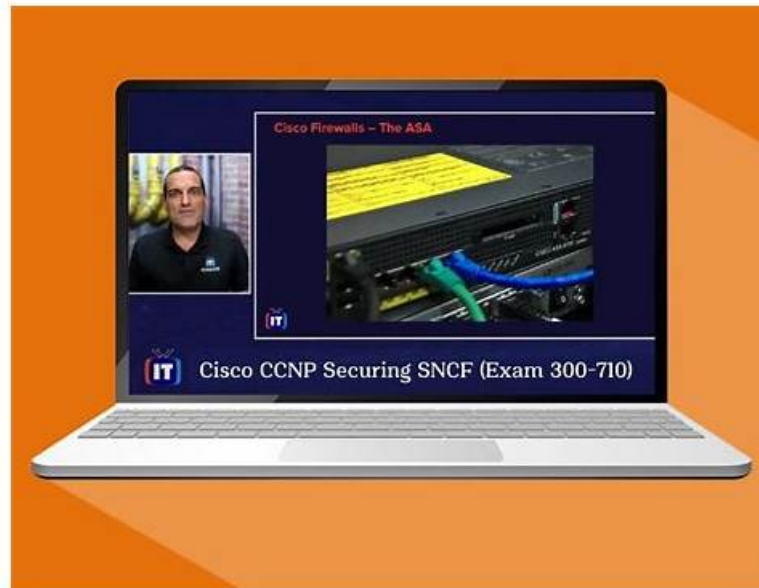 Cisco Firewalls – The ASA
IT
IT
Cisco CCNP Securing SNCF (Exam 300-710)